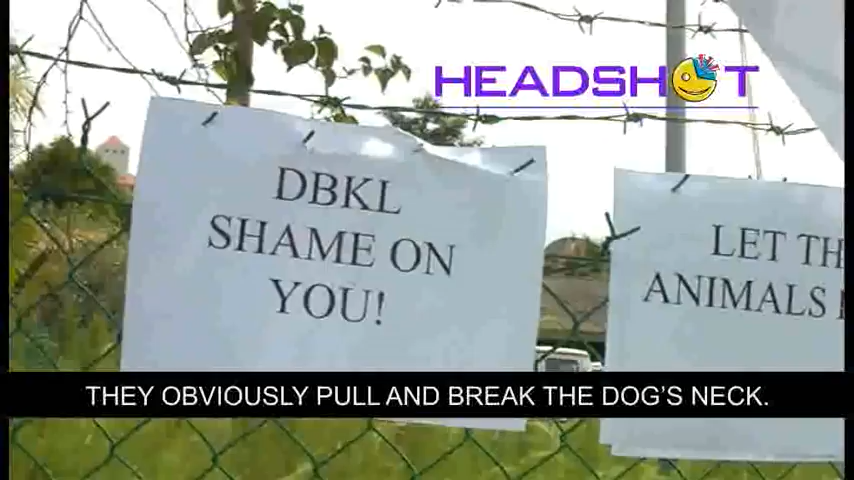 HEADSHOT
DBKL
SHAME ON
YOU!
LET TH
ANIMALS
THEY OBVIOUSLY PULL AND BREAK THE DOG'S NECK.